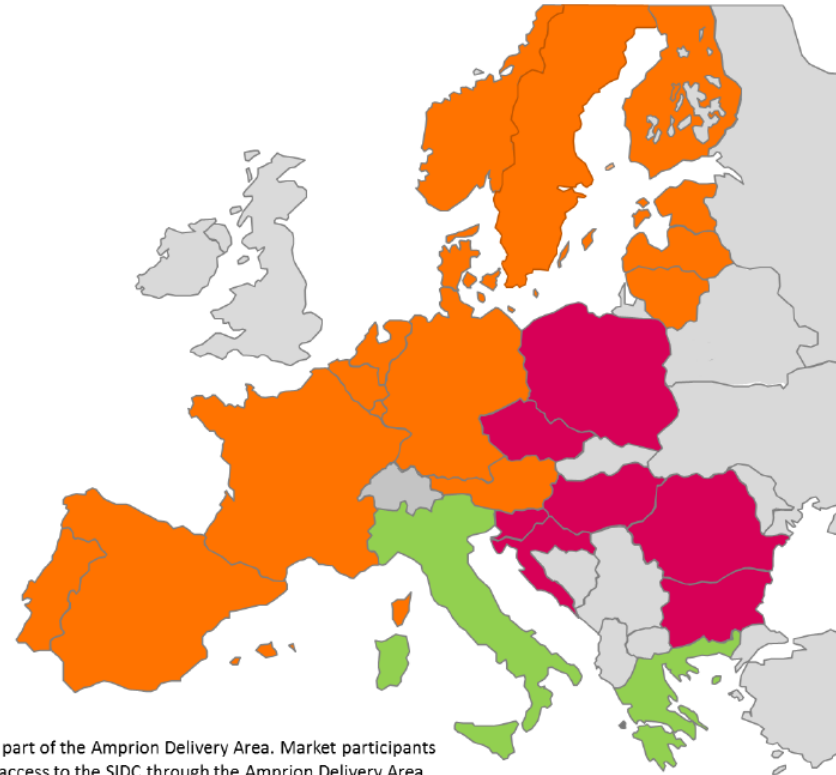 part of the Amprion Delivery Area. Market participants
access to the SIDC through the Amprion Delivery Area